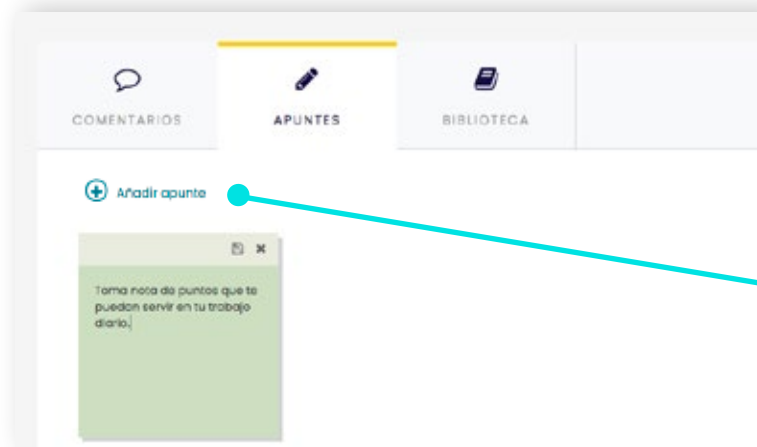 COMENTARIOS
APUNTES
BIBLIOTECA
Añadir apunte
Toma nota de puntos que te
puedan servir en tu trabajo
diario.